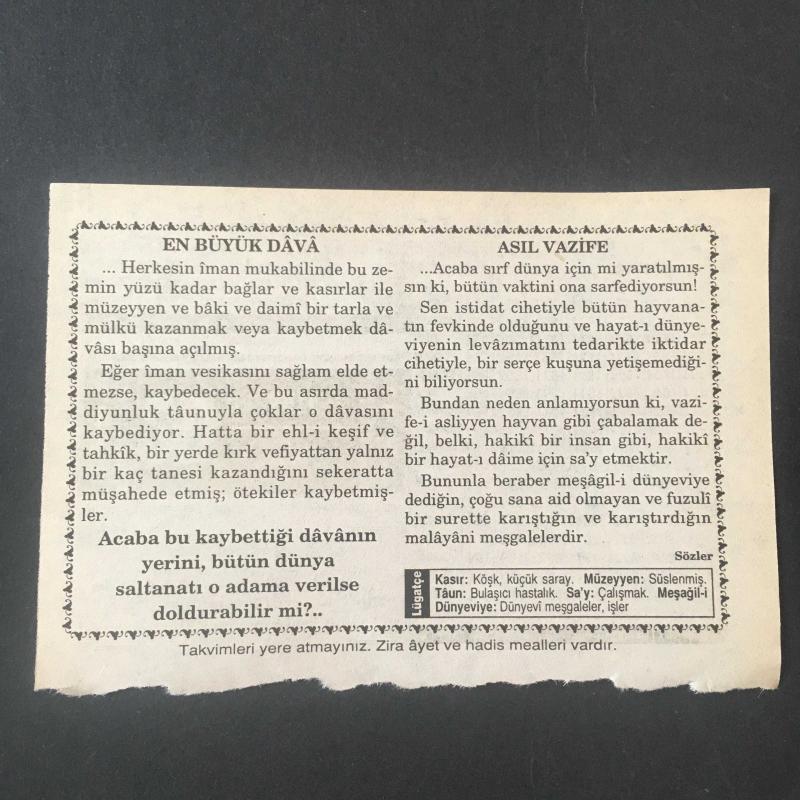 EN BÜYÜK DÂVÂ
... Herkesin îman mukabilinde bu ze-
min yüzü kadar bağlar ve kasırlar ile
müzeyyen ve bâki ve daimî bir tarla ve
mülkü kazanmak veya kaybetmek dâ-
vâsı başına açılmış.
Eğer îman vesikasını sağlam elde et-
mezse, kaybedecek. Ve bu asırda mad-
diyunluk tâunuyla çoklar o dâvasını
kaybediyor. Hatta bir ehl-i keşif ve
tahkîk, bir yerde kırk vefiyattan yalnız
bir kaç tanesi kazandığını sekeratta
müşahede etmiş; ötekiler kaybetmiş-
ler.
Acaba bu kaybettiği dâvânın
yerini, bütün dünya
saltanatı o adama verilse
doldurabilir mi?..
ASIL VAZİFE
...Acaba sırf dünya için mi yaratılmış-
sın ki, bütün vaktini ona sarfediyorsun!
Sen istidat cihetiyle bütün hayvana-
tın fevkinde olduğunu ve hayat-ı dünye-
viyenin levâzımatını tedarikte iktidar
cihetiyle, bir serçe kuşuna yetişemediği-
ni biliyorsun.
Bundan neden anlamıyorsun ki, vazi-
fe-i asliyyen hayvan gibi çabalamak de-
ğil, belki, hakikî bir insan gibi, hakikî
bir hayat-ı dâime için sa'y etmektir.
Bununla beraber meşâgil-i dünyeviye
dediğin, çoğu sana aid olmayan ve fuzulî
bir surette karıştığın ve karıştırdığın
malâyâni meşgalelerdir.
Sözler
Lügatçe
Kasır: Köşk, küçük saray. Müzeyyen: Süslenmiş.
Tâun: Bulaşıcı hastalık. Sa'y: Çalışmak. Meşağil-i
Dünyeviye: Dünyevî meşgaleler, işler
Takvimleri yere atmayınız. Zira âyet ve hadis mealleri vardır.